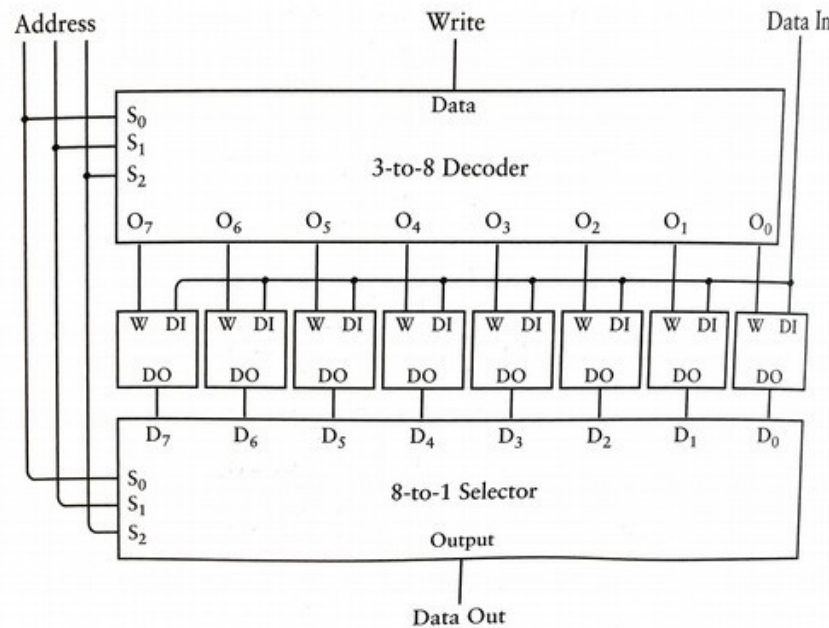 Address Write Data In
Data
S₀
S₁
S₂
3-to-8 Decoder
O₇ O₆ O₅ O₄ O₃ O₂ O₁ O₀
W DI W DI W DI W DI W DI W DI W DI W DI
DO DO DO DO DO DO DO DO
D₇ D₆ D₅ D₄ D₃ D₂ D₁ D₀
S₀
S₁
S₂
8-to-1 Selector
Output
Data Out